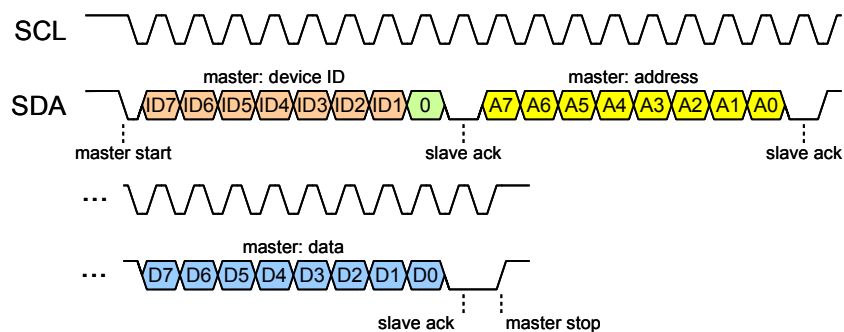 SCL
master: device ID master: address
SDA ID7 ID6 ID5 ID4 ID3 ID2 ID1 0 A7 A6 A5 A4 A3 A2 A1 A0
master start slave ack slave ack
...
master: data
... D7 D6 D5 D4 D3 D2 D1 D0
slave ack master stop